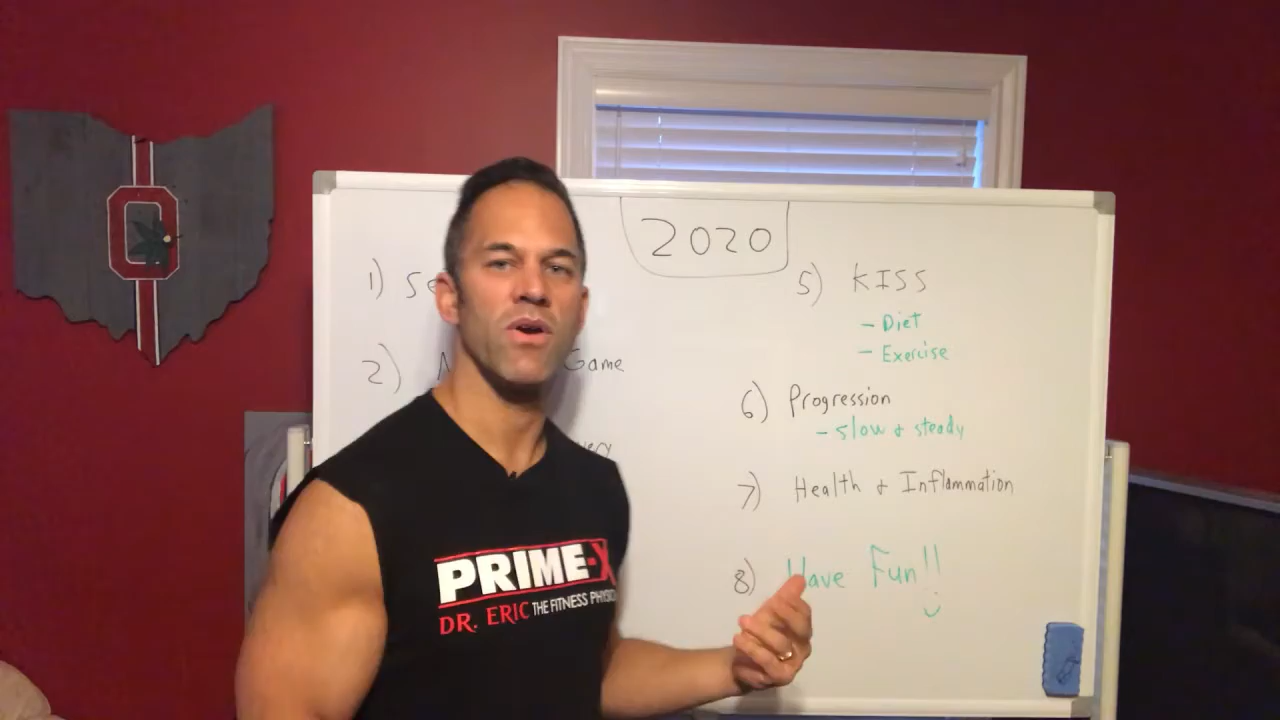 2020
1) Se
2) Game
5) KISS
- Diet
- Exercise
6) Progression
- slow & steady
7) Health & Inflammation
8) Have Fun!!
PRIME-X
DR. ERIC THE FITNESS
O